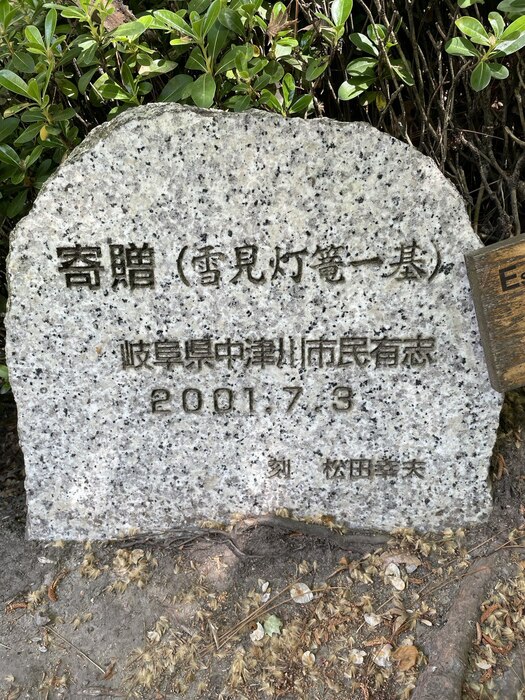 寄贈（雪見灯篭一基）
岐阜県中津川市民有志
2001.7.3
刻　松田幸夫
E